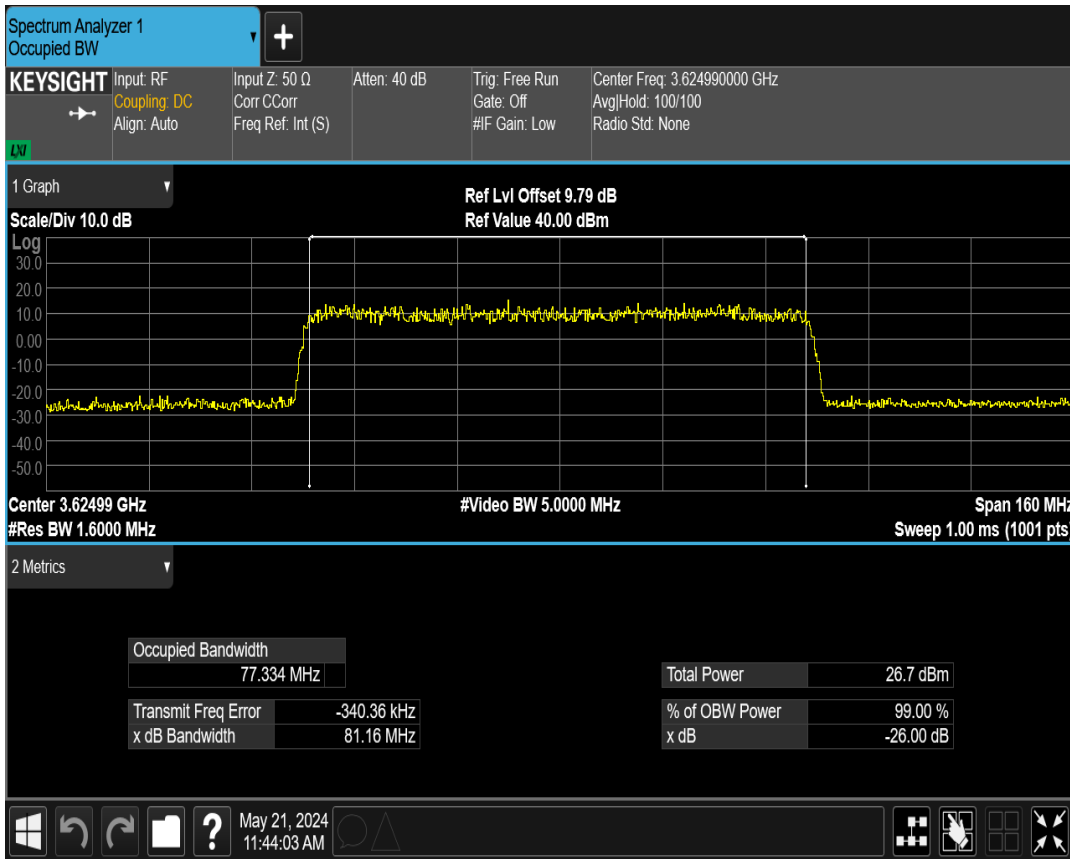 Spectrum Analyzer 1
Occupied BW
+
KEYSIGHT
LXI
Input: RF
Coupling: DC
Align: Auto
Input Z: 50 Ω
Corr CCorr
Freq Ref: Int (S)
Atten: 40 dB
Trig: Free Run
Gate: Off
#IF Gain: Low
Center Freq: 3.624990000 GHz
Avg|Hold: 100/100
Radio Std: None
1 Graph
Scale/Div 10.0 dB
Ref Lvl Offset 9.79 dB
Ref Value 40.00 dBm
Log
30.0
20.0
10.0
0.00
-10.0
-20.0
-30.0
-40.0
-50.0
Center 3.62499 GHz
#Video BW 5.0000 MHz
Span 160 MHz
#Res BW 1.6000 MHz
Sweep 1.00 ms (1001 pts)
2 Metrics
Occupied Bandwidth
77.334 MHz
Total Power 26.7 dBm
Transmit Freq Error -340.36 kHz
% of OBW Power 99.00 %
x dB Bandwidth 81.16 MHz
x dB -26.00 dB
?
May 21, 2024
11:44:03 AM